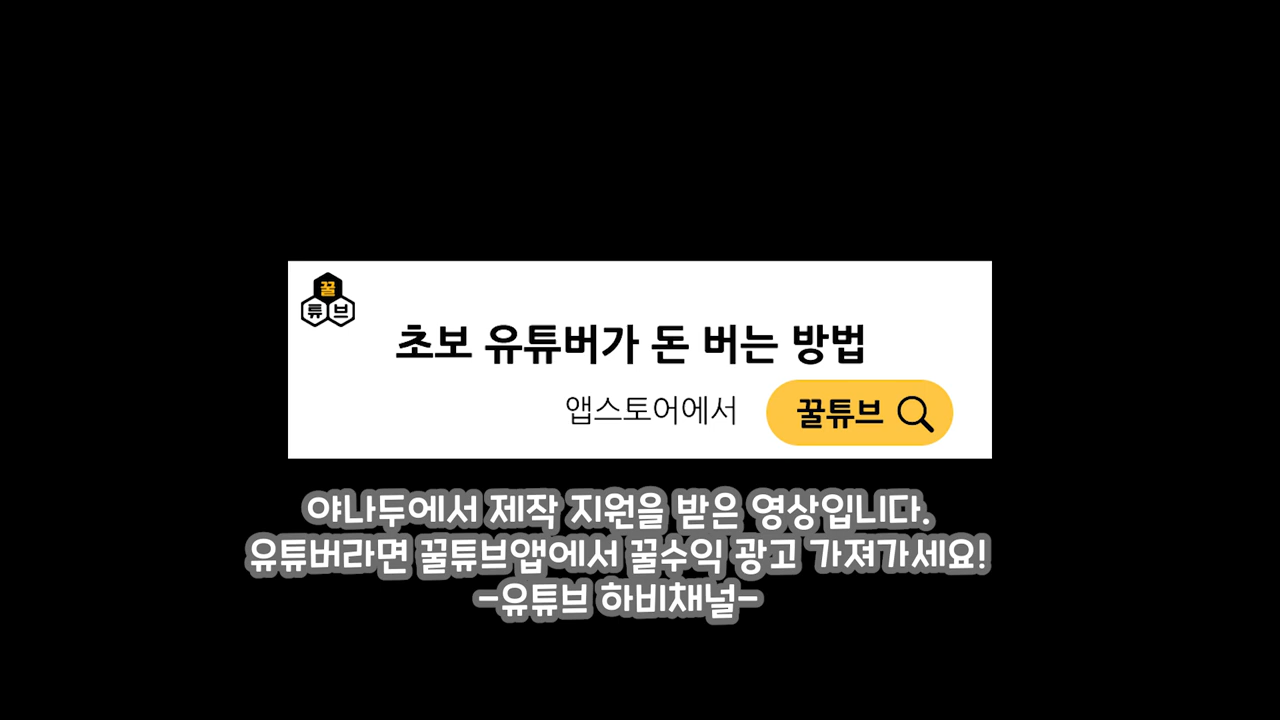 꿀
튜브
초보 유튜버가 돈 버는 방법
앱스토어에서 꿀튜브
야나두에서 제작 지원을 받은 영상입니다.
유튜버라면 꿀튜브앱에서 꿀수익 광고 가져가세요!
-유튜브 하비채널-